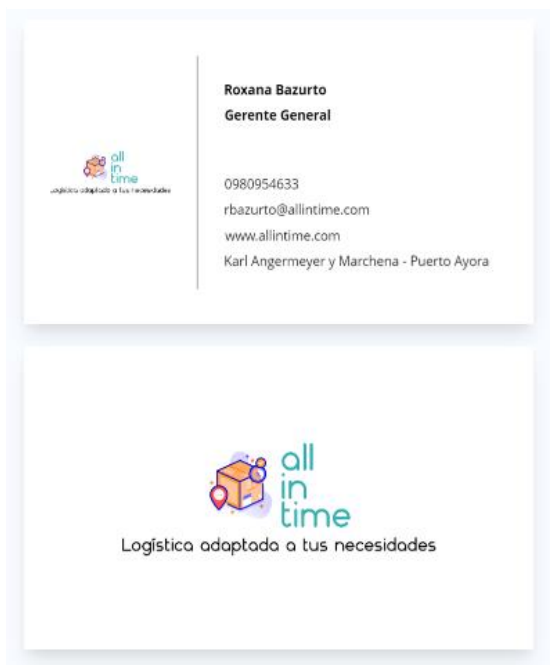 all
in
time
Logística adaptada a tus necesidades
Roxana Bazurto
Gerente General
0980954633
rbazurto@allintime.com
www.allintime.com
Karl Angermeyer y Marchena - Puerto Ayora
all
in
time
Logística adaptada a tus necesidades